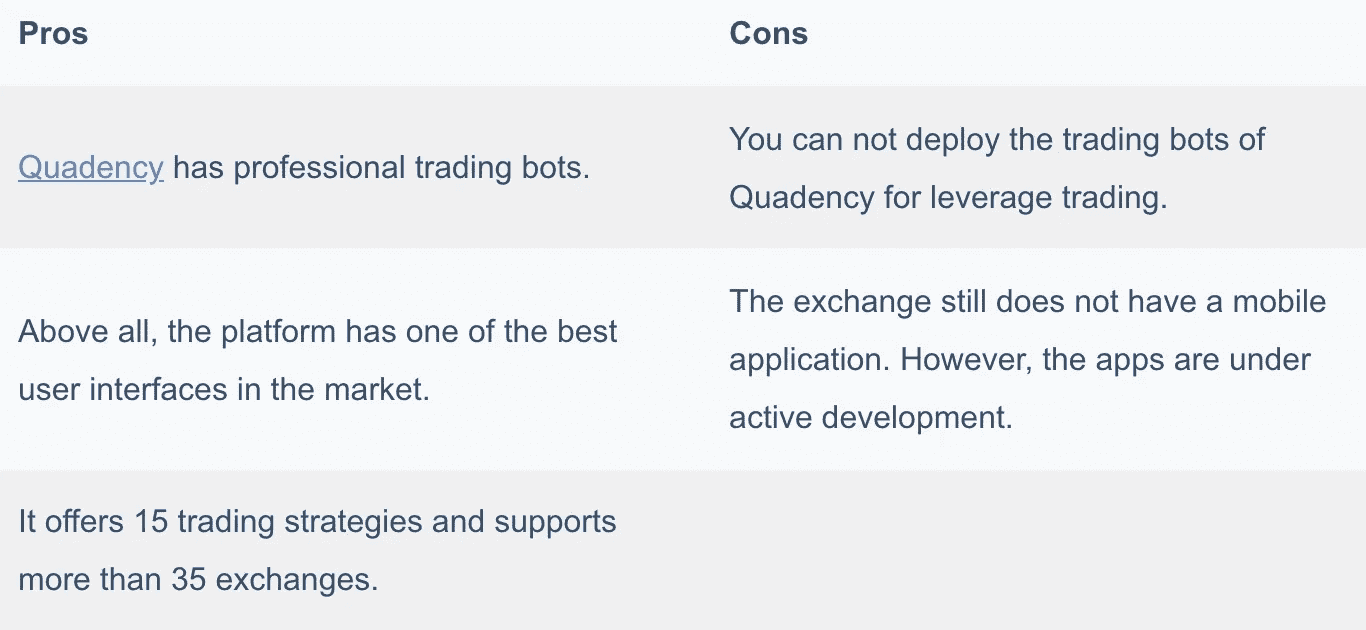 Pros
Cons
Quadency has professional trading bots.
You can not deploy the trading bots of
Quadency for leverage trading.
Above all, the platform has one of the best
user interfaces in the market.
The exchange still does not have a mobile
application. However, the apps are under
active development.
It offers 15 trading strategies and supports
more than 35 exchanges.